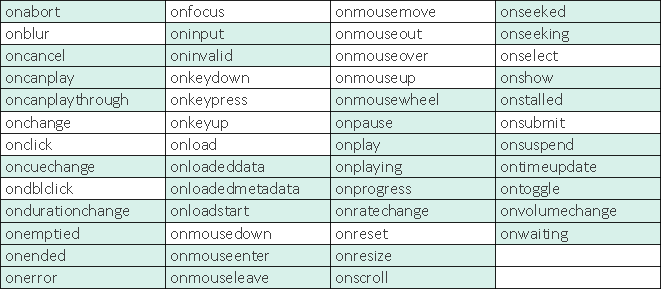 onabort onfocus onmousemove onseeked
onblur oninput onmouseout onseeking
oncancel oninvalid onmouseover onselect
oncanplay onkeydown onmouseup onshow
oncanplaythrough onkeypress onmousewheel onstalled
onchange onkeyup onpause onsubmit
onclick onload onplay onsuspend
oncuechange onloadeddata onplaying ontimeupdate
ondblclick onloadedmetadata onprogress ontoggle
ondurationchange onloadstart onratechange onvolumechange
onemptied onmousedown onreset onwaiting
onended onmouseenter onresize
onerror onmouseleave onscroll